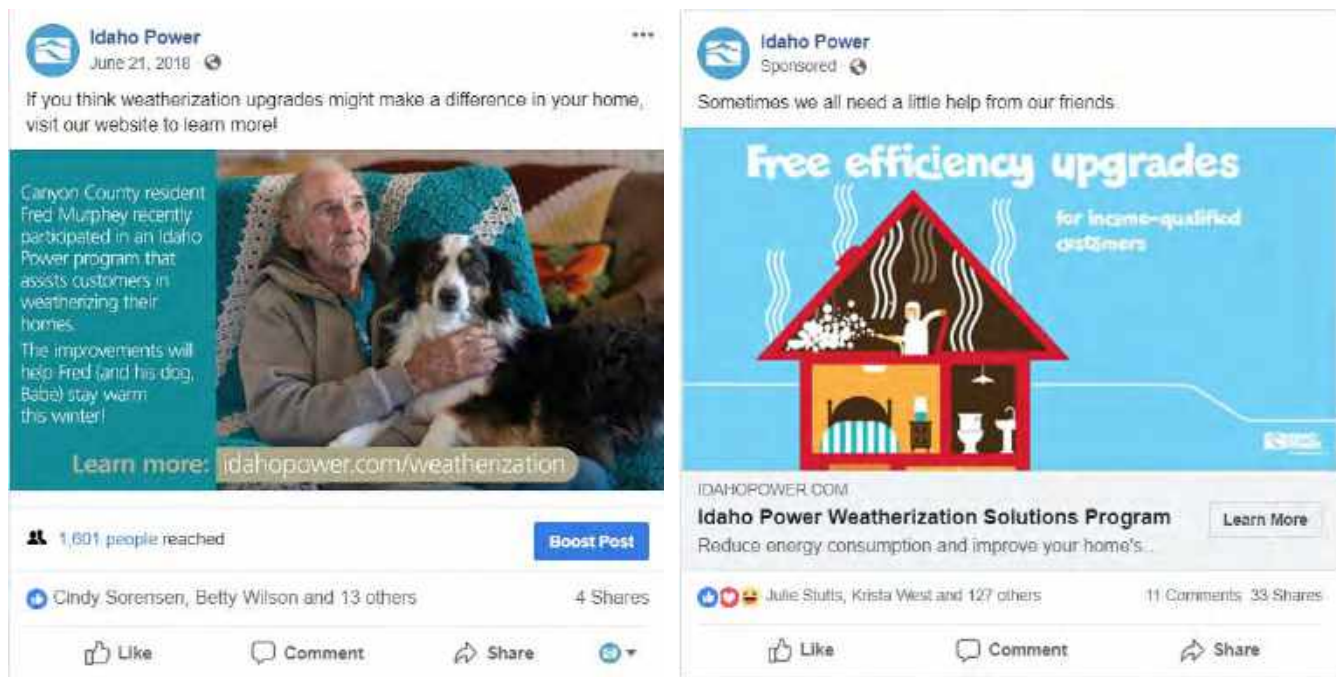 Idaho Power
June 21, 2018
If you think weatherization upgrades might make a difference in your home,
visit our website to learn more!
Canyon County resident
Fred Murphey recently
participated in an Idaho
Power program that
assists customers in
weatherizing their
homes.
The improvements will
help Fred (and his dog,
Babe) stay warm
this winter!
Learn more: idahopower.com/weatherization
1,601 people reached
Boost Post
Cindy Sorensen, Betty Wilson and 13 others
4 Shares
Like Comment Share
Idaho Power
Sponsored
Sometimes we all need a little help from our friends
Free efficiency upgrades
for income-qualified
customers
IDAHOPOWER.COM
Idaho Power Weatherization Solutions Program
Learn More
Reduce energy consumption and improve your home's...
Julie Stutts, Krista West and 127 others
11 Comments 33 Shares
Like Comment Share